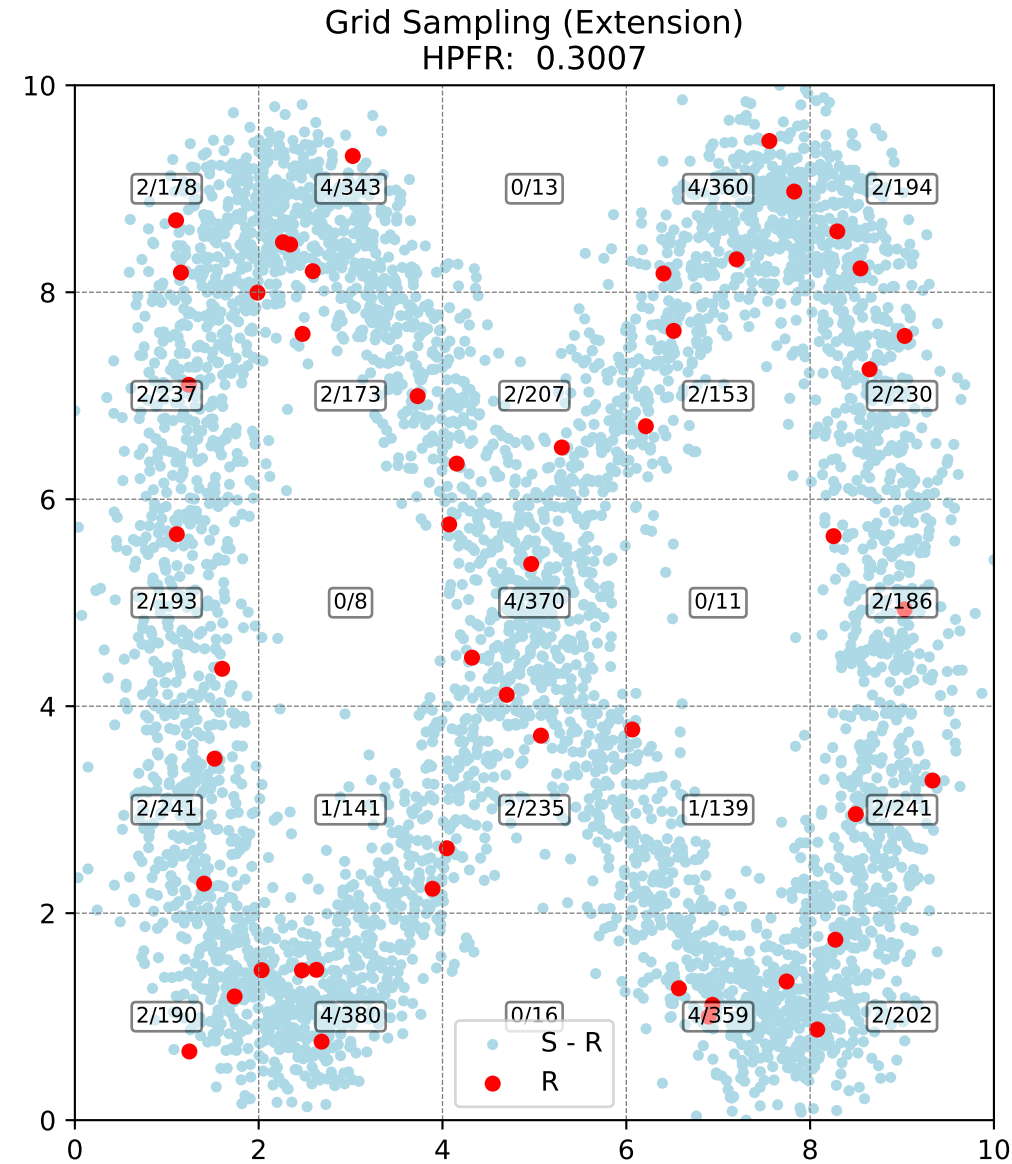 Grid Sampling (Extension)
HPFR: 0.3007
10
2/178 4/343 0/13 4/360 2/194
8
2/237 2/173 2/207 2/153 2/230
6
2/193 0/8 4/370 0/11 2/186
4
2/241 1/141 2/235 1/139 2/241
2
2/190 4/380 0/16 4/359 2/202
S - R
R
0
0 2 4 6 8 10